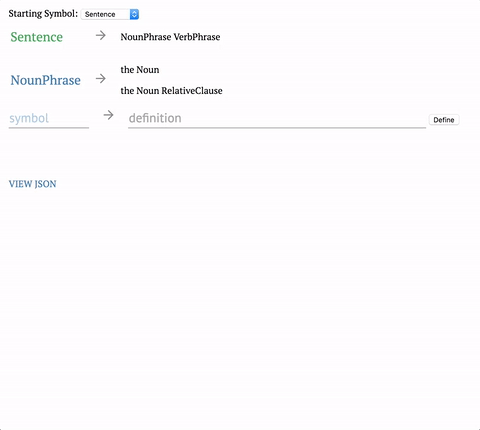 Starting Symbol: Sentence
Sentence → NounPhrase VerbPhrase
NounPhrase → the Noun
the Noun RelativeClause
symbol → definition Define
VIEW JSON